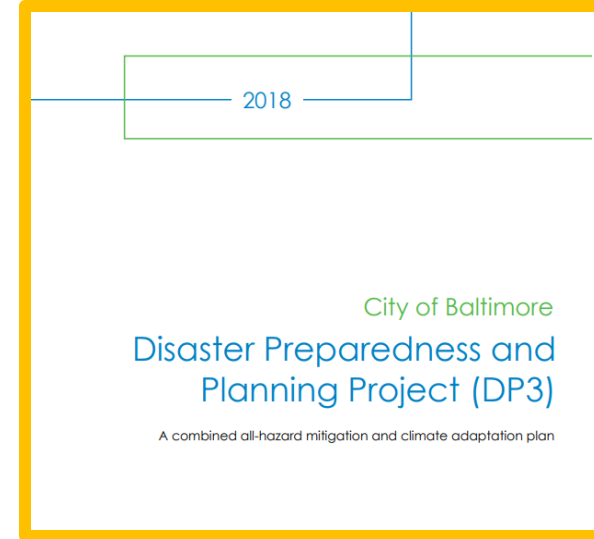 2018
City of Baltimore
Disaster Preparedness and
Planning Project (DP3)
A combined all-hazard mitigation and climate adaptation plan